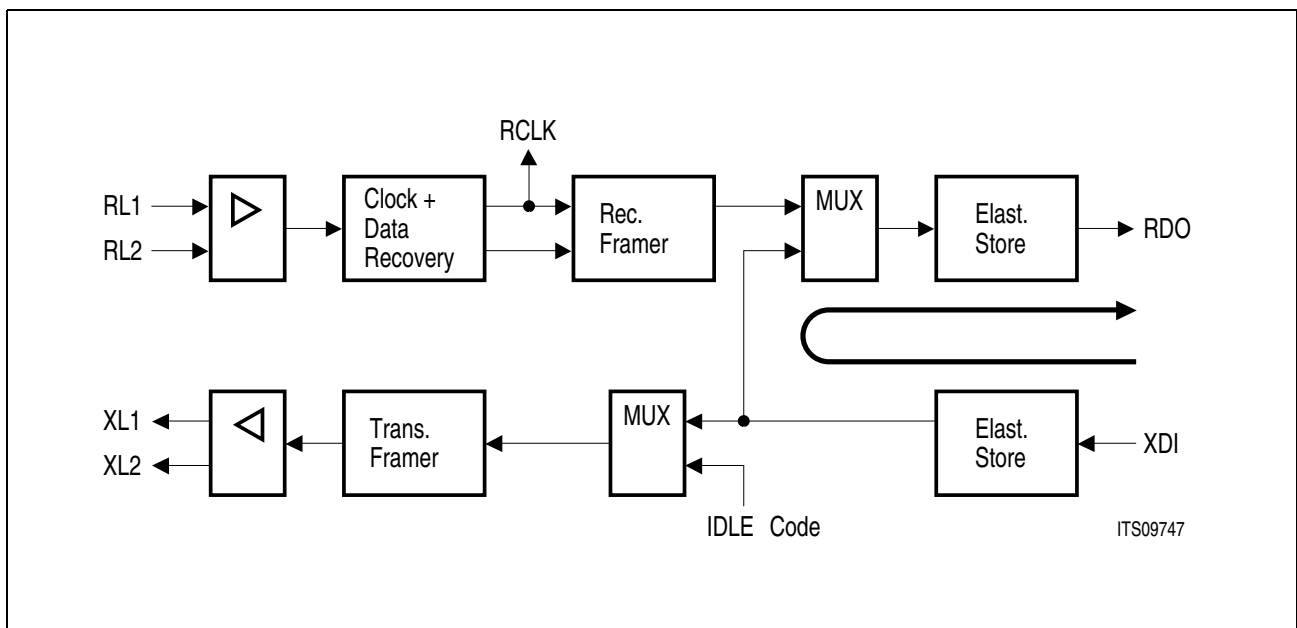 RCLK
RL1
RL2
Clock +
Data
Recovery
Rec.
Framer
MUX
Elast.
Store
RDO
XL1
XL2
Trans.
Framer
MUX
Elast.
Store
XDI
IDLE Code
ITS09747